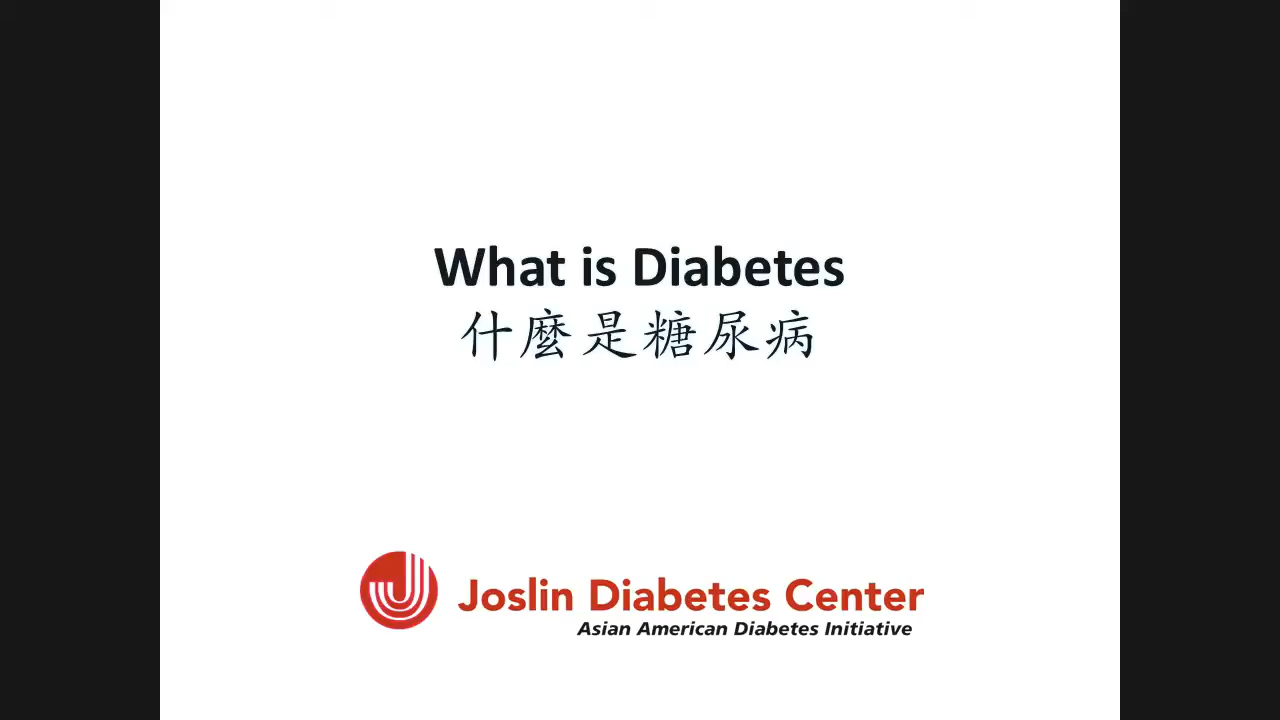 What is Diabetes
什麼是糖尿病
Joslin Diabetes Center
Asian American Diabetes Initiative